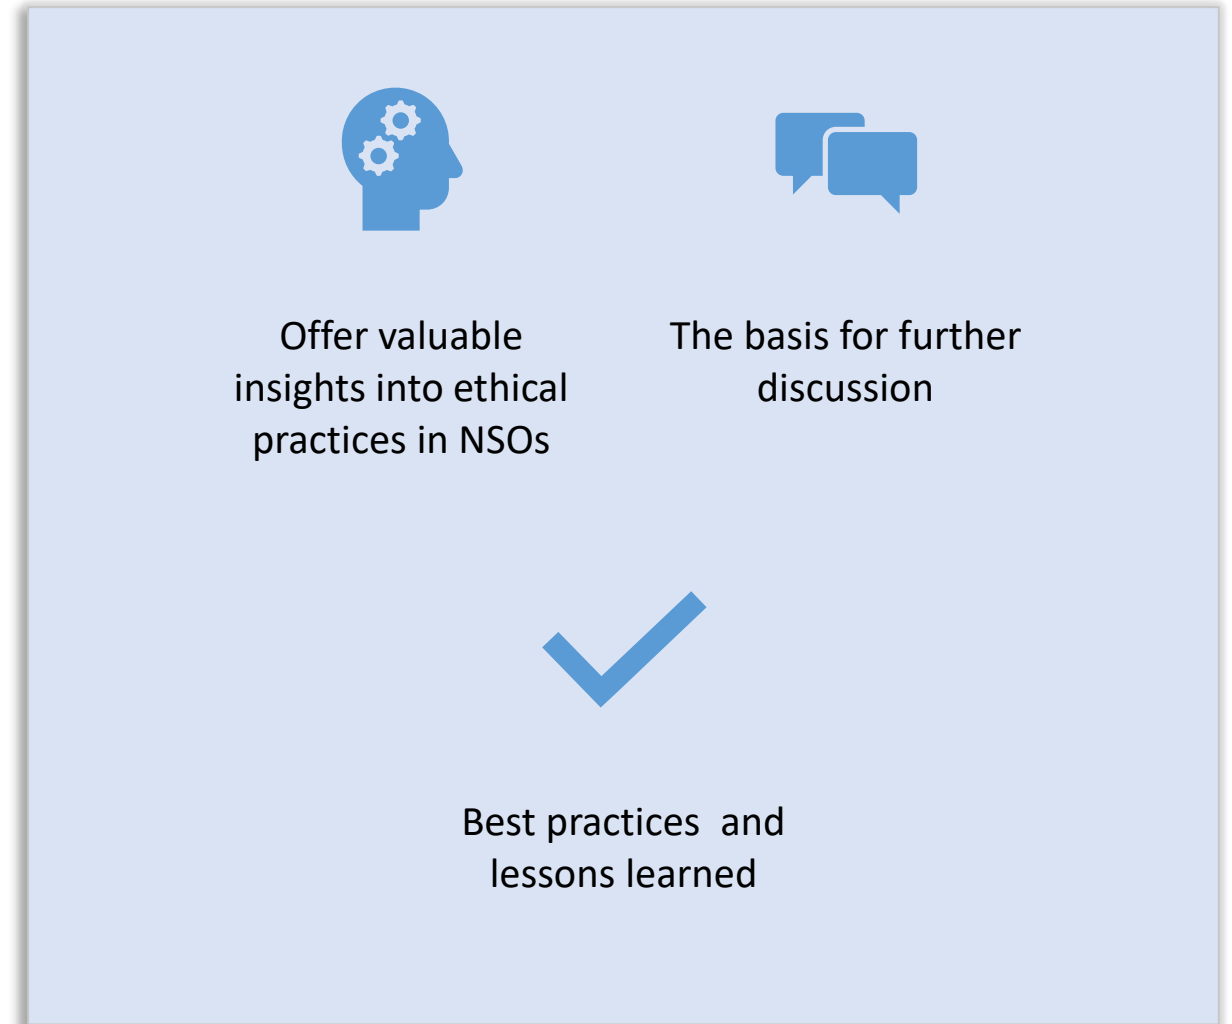 Offer valuable
insights into ethical
practices in NSOs
The basis for further
discussion
Best practices  and
lessons learned